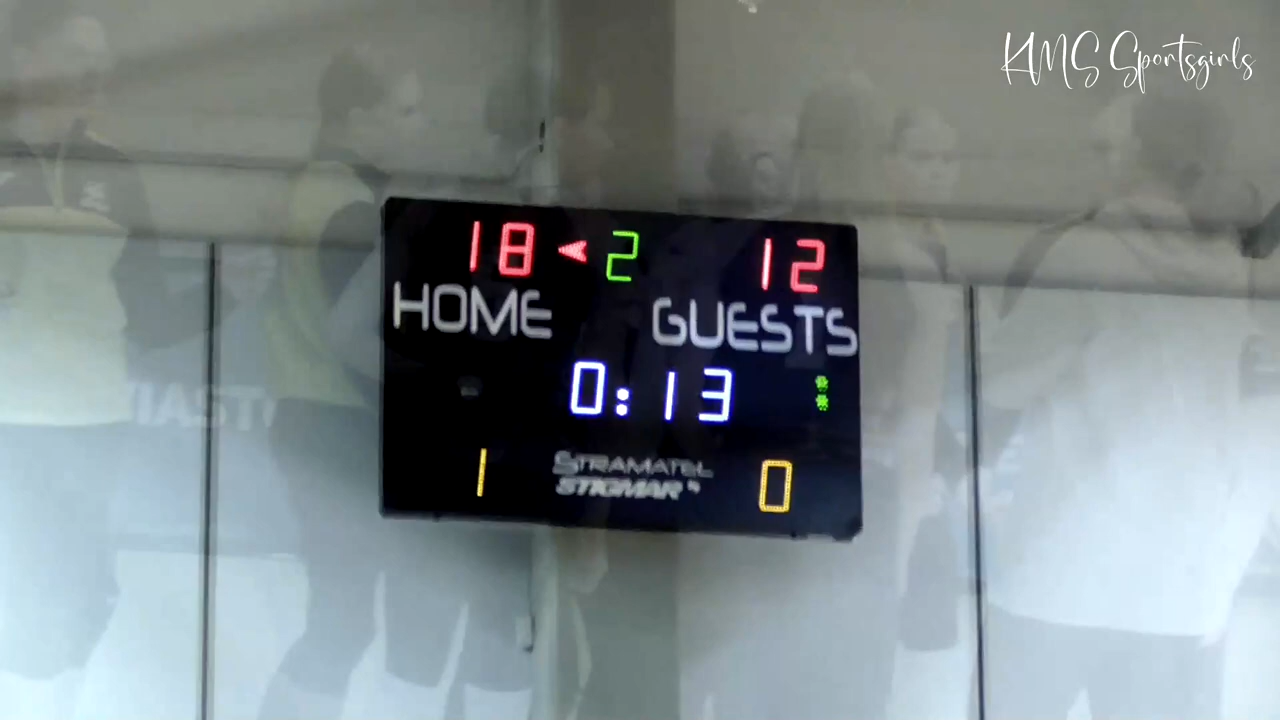 KMS Sportsgirls
18 2 12
HOME GUESTS
0:13
STRAMATEL
STIGMAR
1 0